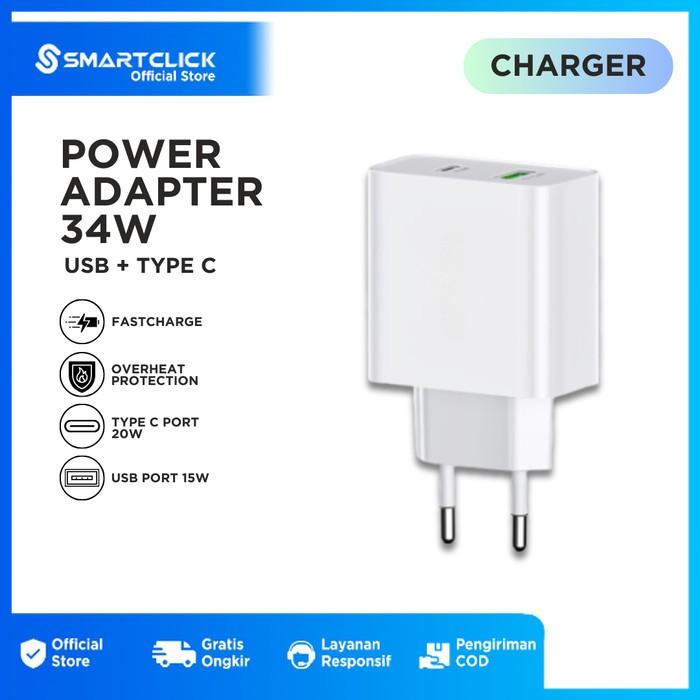 SMARTCLICK
Official Store
CHARGER
POWER
ADAPTER
34W
USB + TYPE C
FASTCHARGE
OVERHEAT
PROTECTION
TYPE C PORT
20W
USB PORT 15W
Official
Store
Gratis
Ongkir
Layanan
Responsif
Pengiriman
COD